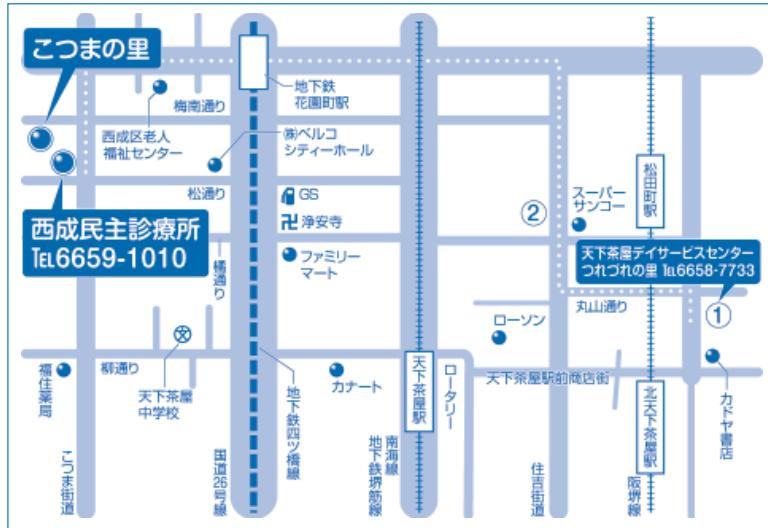 こつまの里
地下鉄
花園町駅
梅南通り
西成区老人
福祉センター
㈱ベルコ
シティーホール
松通り
GS
卍 浄安寺
西成民主診療所
TEL6659-1010
橘通り
ファミリー
マート
松田町駅
スーパー
サンコー
②
天下茶屋デイサービスセンター
つれづれの里 TEL6658-7733
丸山通り
①
ローソン
文
柳通り
天下茶屋
中学校
福住薬局
カナート
天下茶屋駅
ロータリー
天下茶屋駅前商店街
北天下茶屋駅
カドヤ書店
こつま街道
国道26号線
地下鉄四ツ橋線
南海線
地下鉄堺筋線
住吉街道
阪堺線